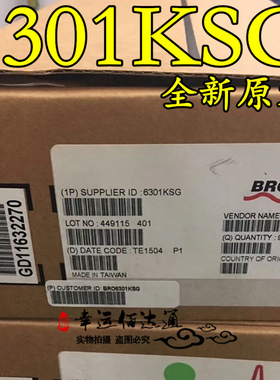 301KSG
全新原
(1P) SUPPLIER ID : 6301KSG
BRO
LOT NO : 449115 401
VENDOR NAME
(Q) QUANTITY :
(D) DATE CODE : TE1504 P1
COUNTRY OF ORI
MADE IN TAIWAN
(P) CUSTOMER ID BRO6301KSG
GD11632270
幸运佰达通
实物拍摄 盗图必究